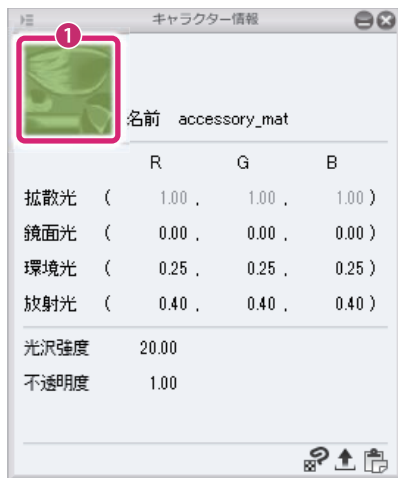 キャラクター情報
1
名前 accessory_mat
R G B
拡散光 ( 1.00 , 1.00 , 1.00 )
鏡面光 ( 0.00 , 0.00 , 0.00 )
環境光 ( 0.25 , 0.25 , 0.25 )
放射光 ( 0.40 , 0.40 , 0.40 )
光沢強度 20.00
不透明度 1.00